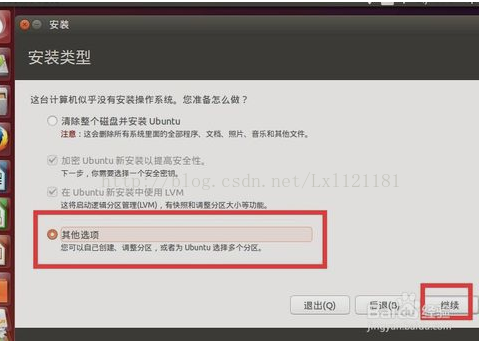 安装
安装类型
这台计算机似乎没有安装操作系统。您准备怎么做？
清除整个磁盘并安装 Ubuntu
注意：这会删除所有系统里面的全部程序、文档、照片、音乐和其他文件。
加密 Ubuntu 新安装以提高安全性。
下一步，你需要选择一个安全密钥。
在 Ubuntu 新安装中使用 LVM
http://blog.csdn.net/Lxl121181
这将启动逻辑分区管理(LVM)，有快照和调整分区大小等功能。
其他选项
您可以自己创建、调整分区，或者为 Ubuntu 选择多个分区。
退出(Q) 后退(B) 继续
Baidu 经验
jingyan.baidu.com